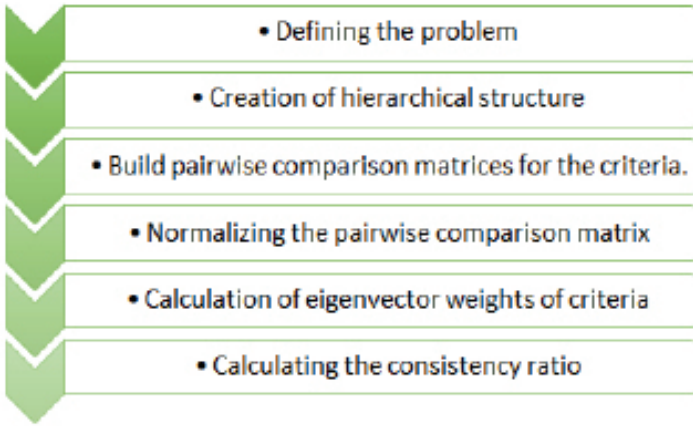 • Defining the problem
• Creation of hierarchical structure
• Build pairwise comparison matrices for the criteria.
• Normalizing the pairwise comparison matrix
• Calculation of eigenvector weights of criteria
• Calculating the consistency ratio